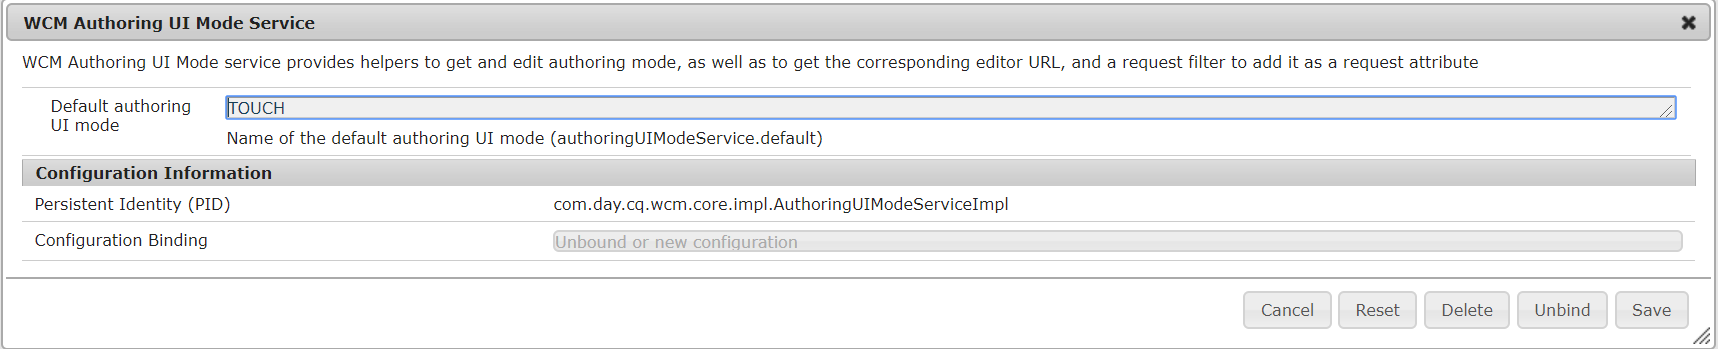 WCM Authoring UI Mode Service
WCM Authoring UI Mode service provides helpers to get and edit authoring mode, as well as to get the corresponding editor URL, and a request filter to add it as a request attribute
Default authoring
UI mode
TOUCH
Name of the default authoring UI mode (authoringUIModeService.default)
Configuration Information
Persistent Identity (PID) com.day.cq.wcm.core.impl.AuthoringUIModeServiceImpl
Configuration Binding Unbound or new configuration
Cancel Reset Delete Unbind Save